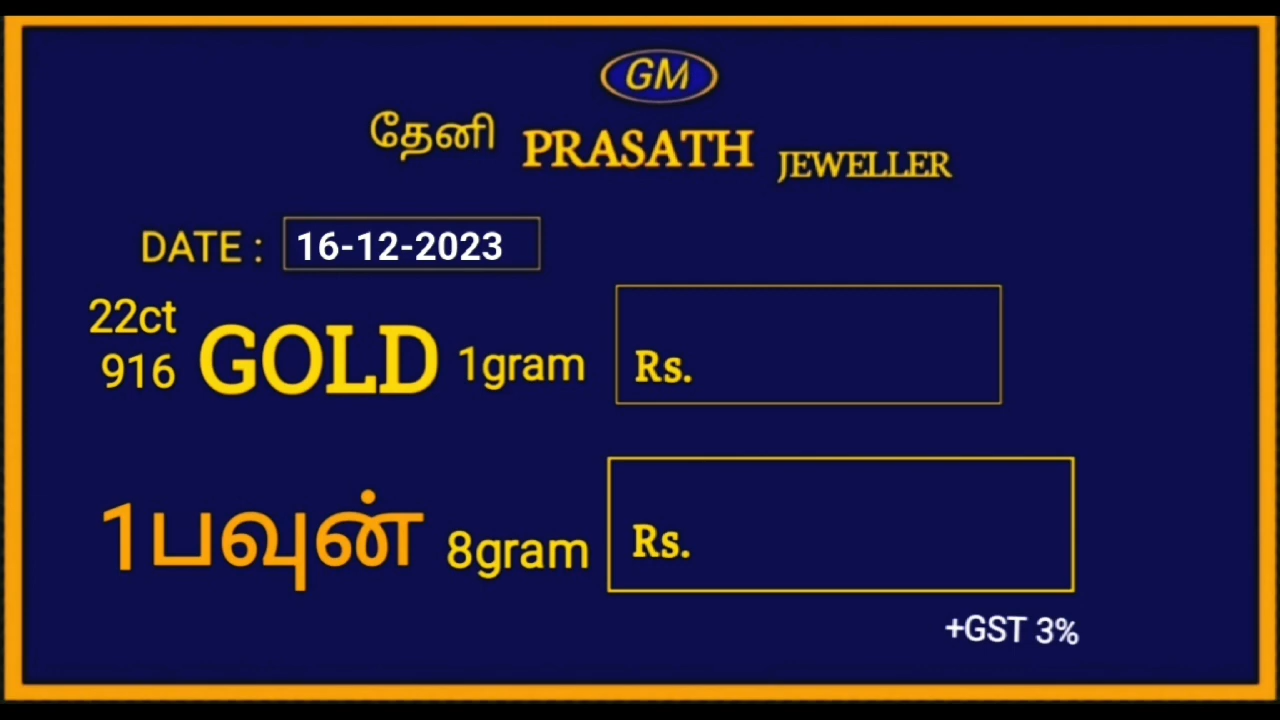 GM
தேனி PRASATH JEWELLER
DATE : 16-12-2023
22ct
916 GOLD 1gram Rs.
1பவுன் 8gram Rs.
+GST 3%